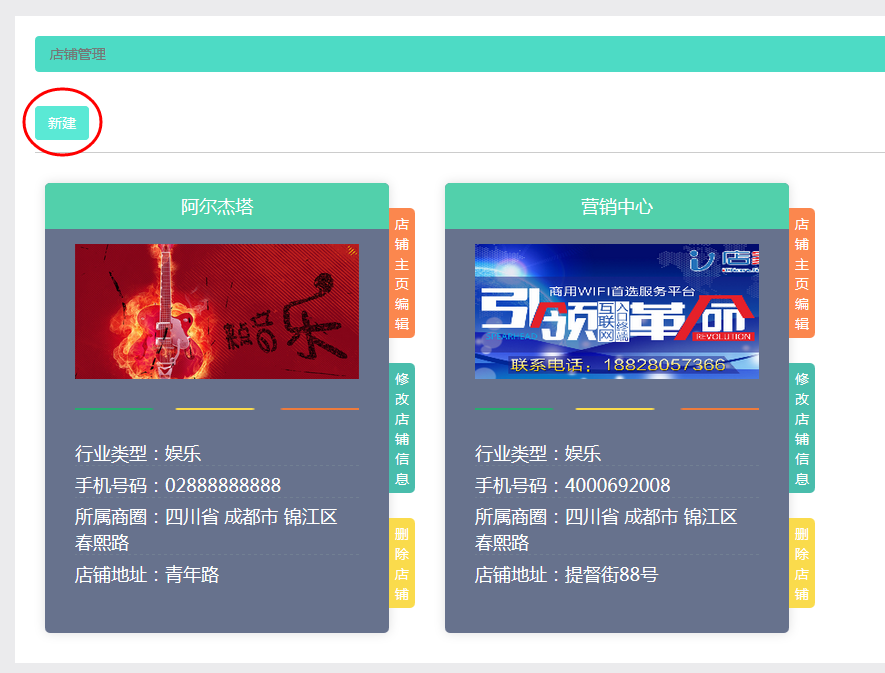 店铺管理
新建
阿尔杰塔
点音乐
行业类型：娱乐
手机号码：02888888888
所属商圈：四川省 成都市 锦江区
春熙路
店铺地址：青年路
店铺主页编辑
修改店铺信息
删除店铺
营销中心
商用WIFI首选服务平台
引领
互联网
入口终端
革命
REVOLUTION
联系电话：18828057366
行业类型：娱乐
手机号码：4000692008
所属商圈：四川省 成都市 锦江区
春熙路
店铺地址：提督街88号
店铺主页编辑
修改店铺信息
删除店铺